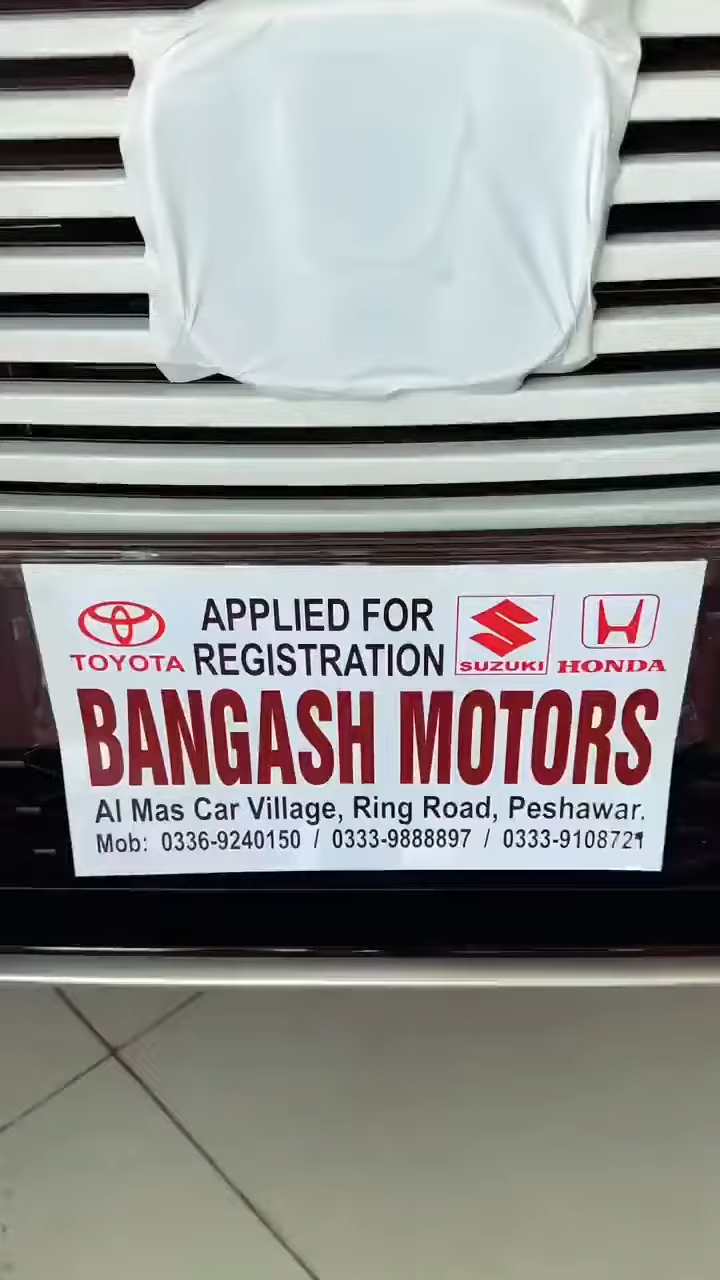 APPLIED FOR
TOYOTA REGISTRATION SUZUKI HONDA
BANGASH MOTORS
Al Mas Car Village, Ring Road, Peshawar.
Mob: 0336-9240150 / 0333-9888897 / 0333-9108721